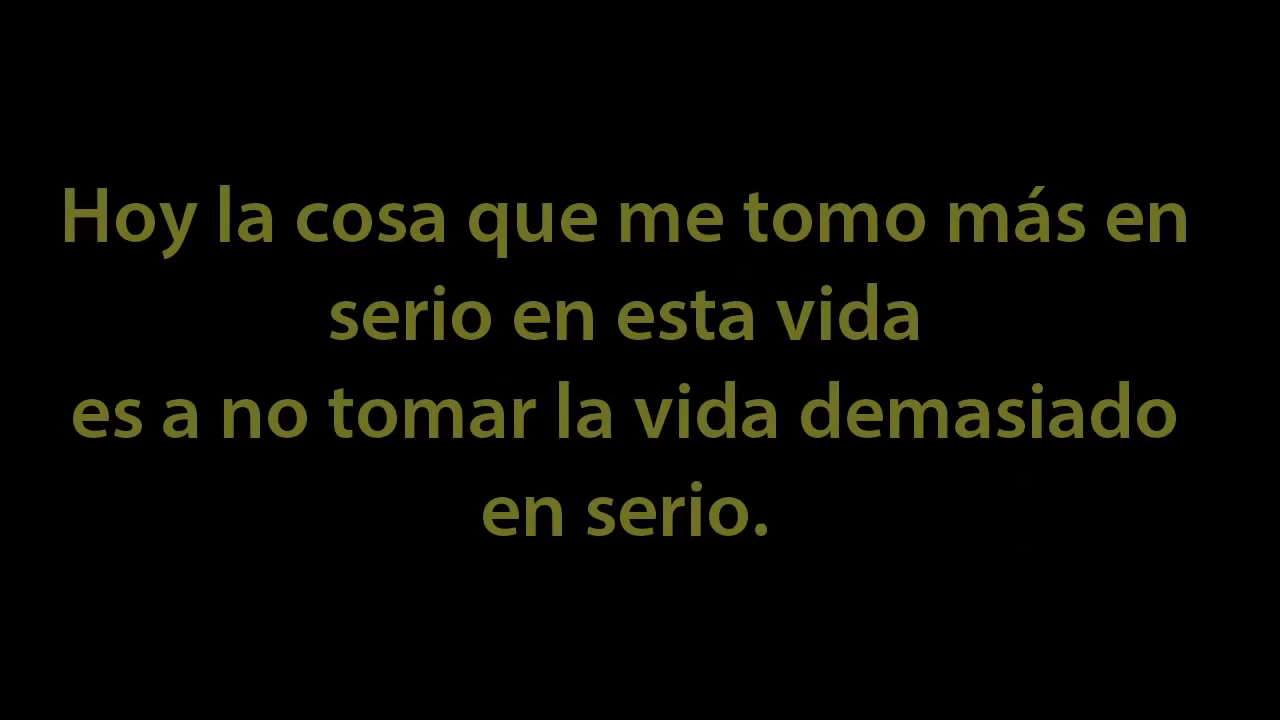 Hoy la cosa que me tomo más en
serio en esta vida
es a no tomar la vida demasiado
en serio.